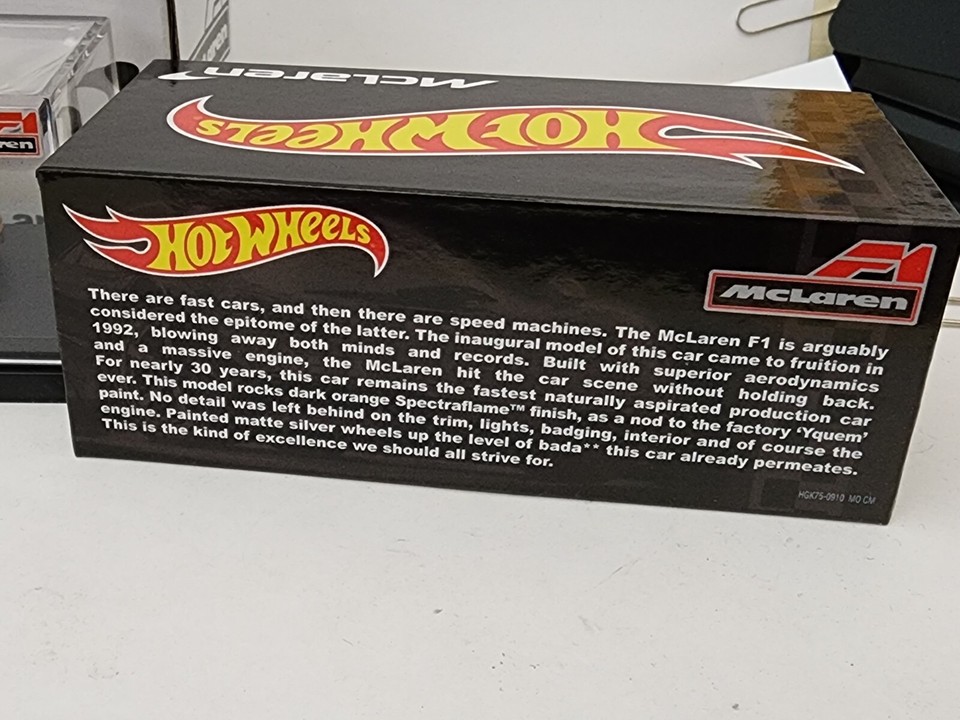 McLaren
HOT WHEELS
HOT WHEELS
F1
McLaren
There are fast cars, and then there are speed machines. The McLaren F1 is arguably
considered the epitome of the latter. The inaugural model of this car came to fruition in
1992, blowing away both minds and records. Built with superior aerodynamics
and a massive engine, the McLaren hit the car scene without holding back.
For nearly 30 years, this car remains the fastest naturally aspirated production car
ever. This model rocks dark orange Spectraflame™ finish, as a nod to the factory ‘Yquem’
paint. No detail was left behind on the trim, lights, badging, interior and of course the
engine. Painted matte silver wheels up the level of bada** this car already permeates.
This is the kind of excellence we should all strive for.
HGK75-0910 MO CM